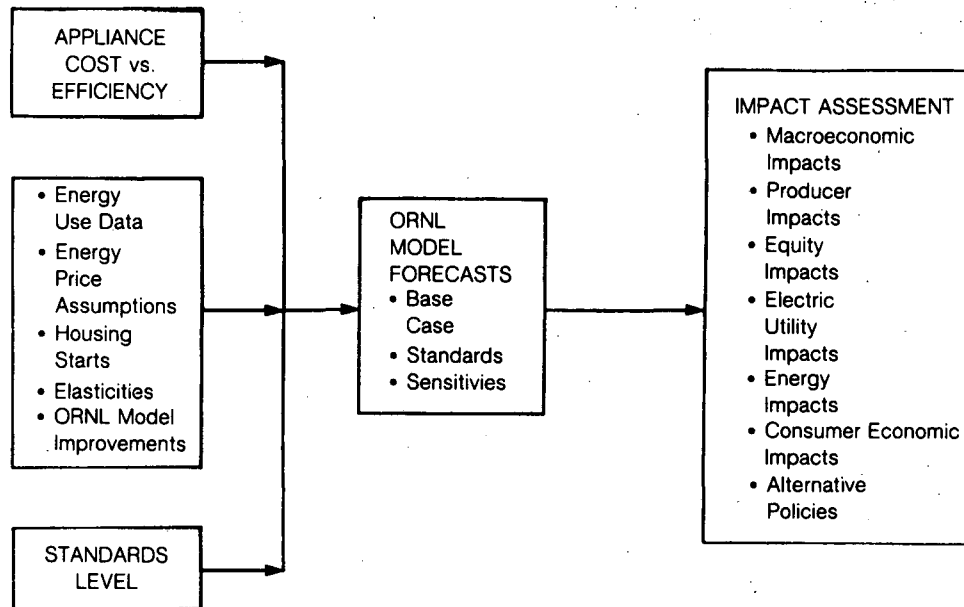 APPLIANCE
COST vs.
EFFICIENCY
• Energy
Use Data
• Energy
Price
Assumptions
• Housing
Starts
• Elasticities
• ORNL Model
Improvements
STANDARDS
LEVEL
ORNL
MODEL
FORECASTS
• Base
Case
• Standards
• Sensitivies
IMPACT ASSESSMENT
• Macroeconomic
Impacts
• Producer
Impacts
• Equity
Impacts
• Electric
Utility
Impacts
• Energy
Impacts
• Consumer Economic
Impacts
• Alternative
Policies